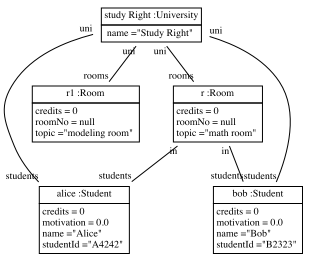 study Right :University
name ="Study Right"
uni
uni
uni
uni
rooms
rooms
r1 :Room
credits = 0
roomNo = null
topic ="modeling room"
r :Room
credits = 0
roomNo = null
topic ="math room"
in
in
students
students
students
students
alice :Student
credits = 0
motivation = 0.0
name ="Alice"
studentId ="A4242"
bob :Student
credits = 0
motivation = 0.0
name ="Bob"
studentId ="B2323"